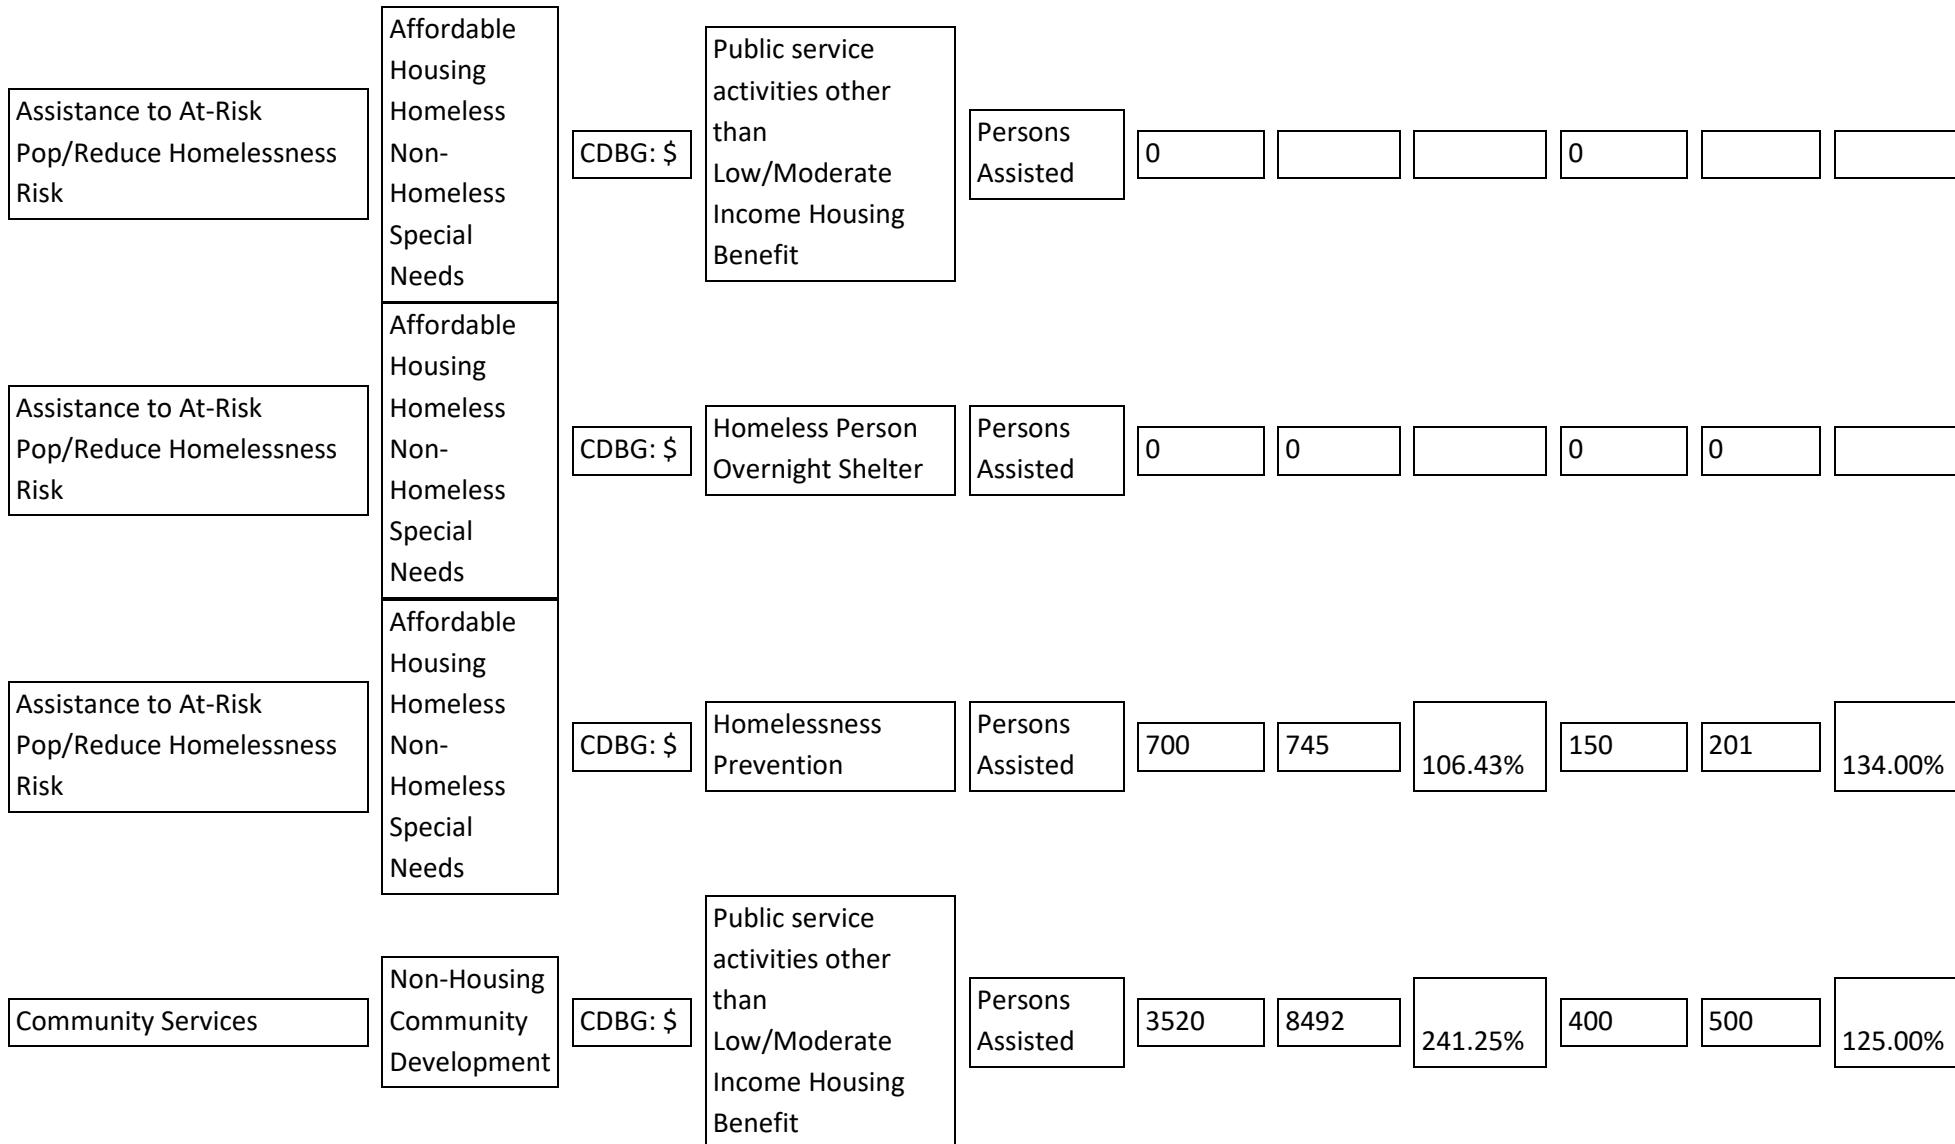 Assistance to At-Risk
Pop/Reduce Homelessness
Risk
Affordable
Housing
Homeless
Non-
Homeless
Special
Needs
CDBG: $
Public service
activities other
than
Low/Moderate
Income Housing
Benefit
Persons
Assisted
0
0
Assistance to At-Risk
Pop/Reduce Homelessness
Risk
Affordable
Housing
Homeless
Non-
Homeless
Special
Needs
CDBG: $
Homeless Person
Overnight Shelter
Persons
Assisted
0
0
0
0
Assistance to At-Risk
Pop/Reduce Homelessness
Risk
Affordable
Housing
Homeless
Non-
Homeless
Special
Needs
CDBG: $
Homelessness
Prevention
Persons
Assisted
700
745
106.43%
150
201
134.00%
Community Services
Non-Housing
Community
Development
CDBG: $
Public service
activities other
than
Low/Moderate
Income Housing
Benefit
Persons
Assisted
3520
8492
241.25%
400
500
125.00%